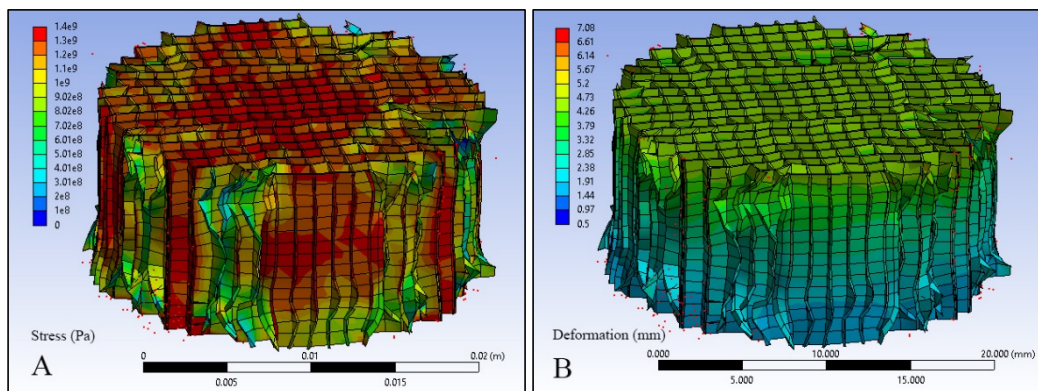 1.4e9
1.3e9
1.2e9
1.1e9
1e9
9.02e8
8.02e8
7.02e8
6.01e8
5.01e8
4.01e8
3.01e8
2e8
1e8
0
Stress (Pa)
A
0
0.01
0.02 (m)
0.005
0.015
7.08
6.61
6.14
5.67
5.2
4.73
4.26
3.79
3.32
2.85
2.38
1.91
1.44
0.97
0.5
Deformation (mm)
B
0.000
10.000
20.000 (mm)
5.000
15.000